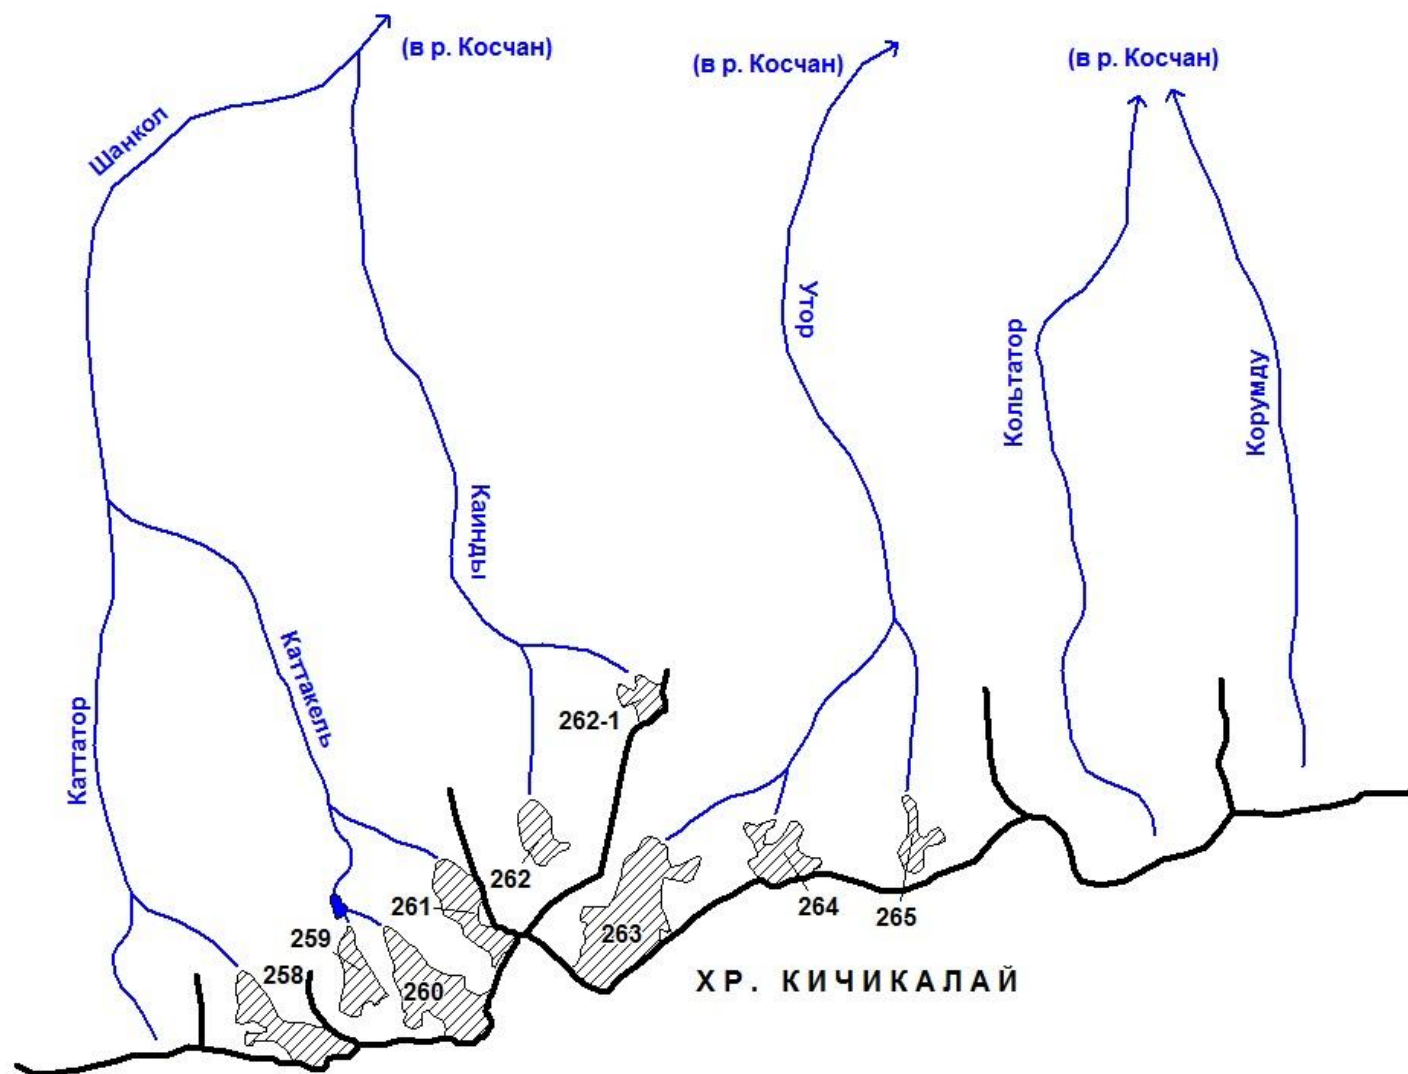 (в р. Косчан)
(в р. Косчан)
(в р. Косчан)
Шанкол
Утор
Кольтатор
Корумду
Каинды
Каттакель
Каттатор
262-1
262
261
264
265
259
263
258
260
ХР. КИЧИКАЛАЙ